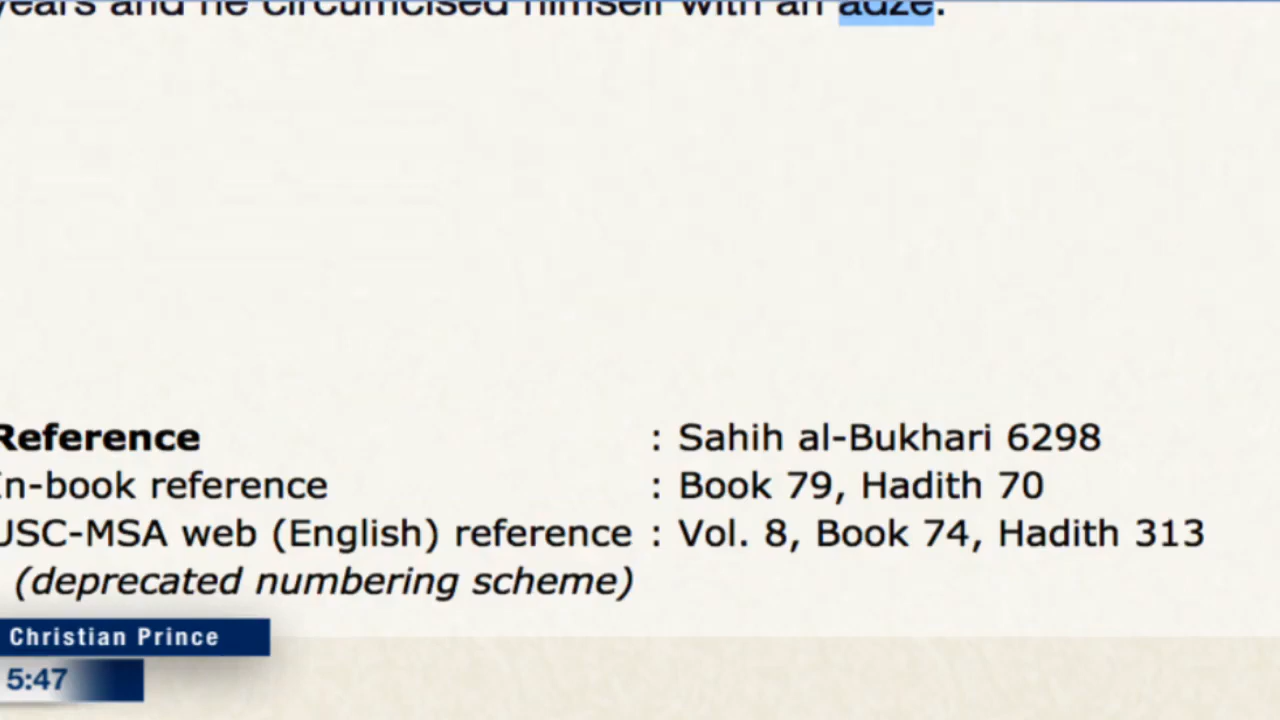 years and he circumcised himself with an adze.
Reference : Sahih al-Bukhari 6298
In-book reference : Book 79, Hadith 70
USC-MSA web (English) reference : Vol. 8, Book 74, Hadith 313
(deprecated numbering scheme)
Christian Prince
5:47